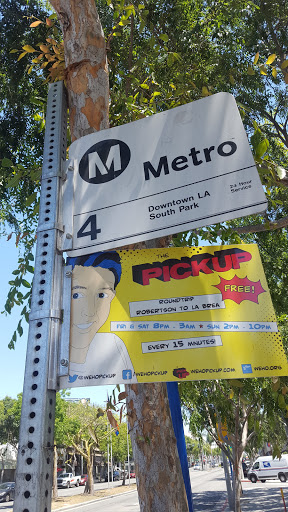 M Metro
Downtown LA
South Park
24 Hour
Service
4
THE
PICKUP
FREE!
ROUNDTRIP
ROBERTSON TO LA BREA
FRI & SAT 8PM - 3AM ★ SUN 2PM - 10PM
EVERY 15 MINUTES!
@WEHOPICKUP f /WEHOPICKUP WEHOPICKUP.COM WEHO.ORG